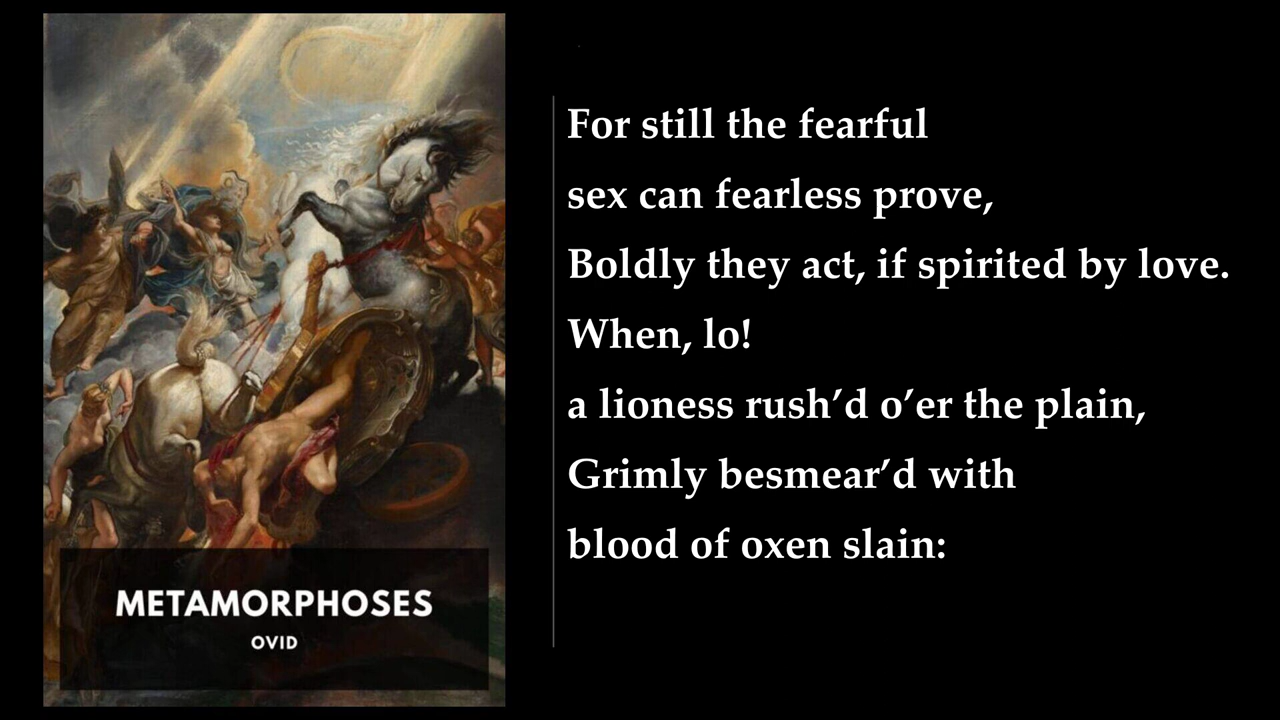 METAMORPHOSES
OVID
For still the fearful
sex can fearless prove,
Boldly they act, if spirited by love.
When, lo!
a lioness rush’d o’er the plain,
Grimly besmear’d with
blood of oxen slain: